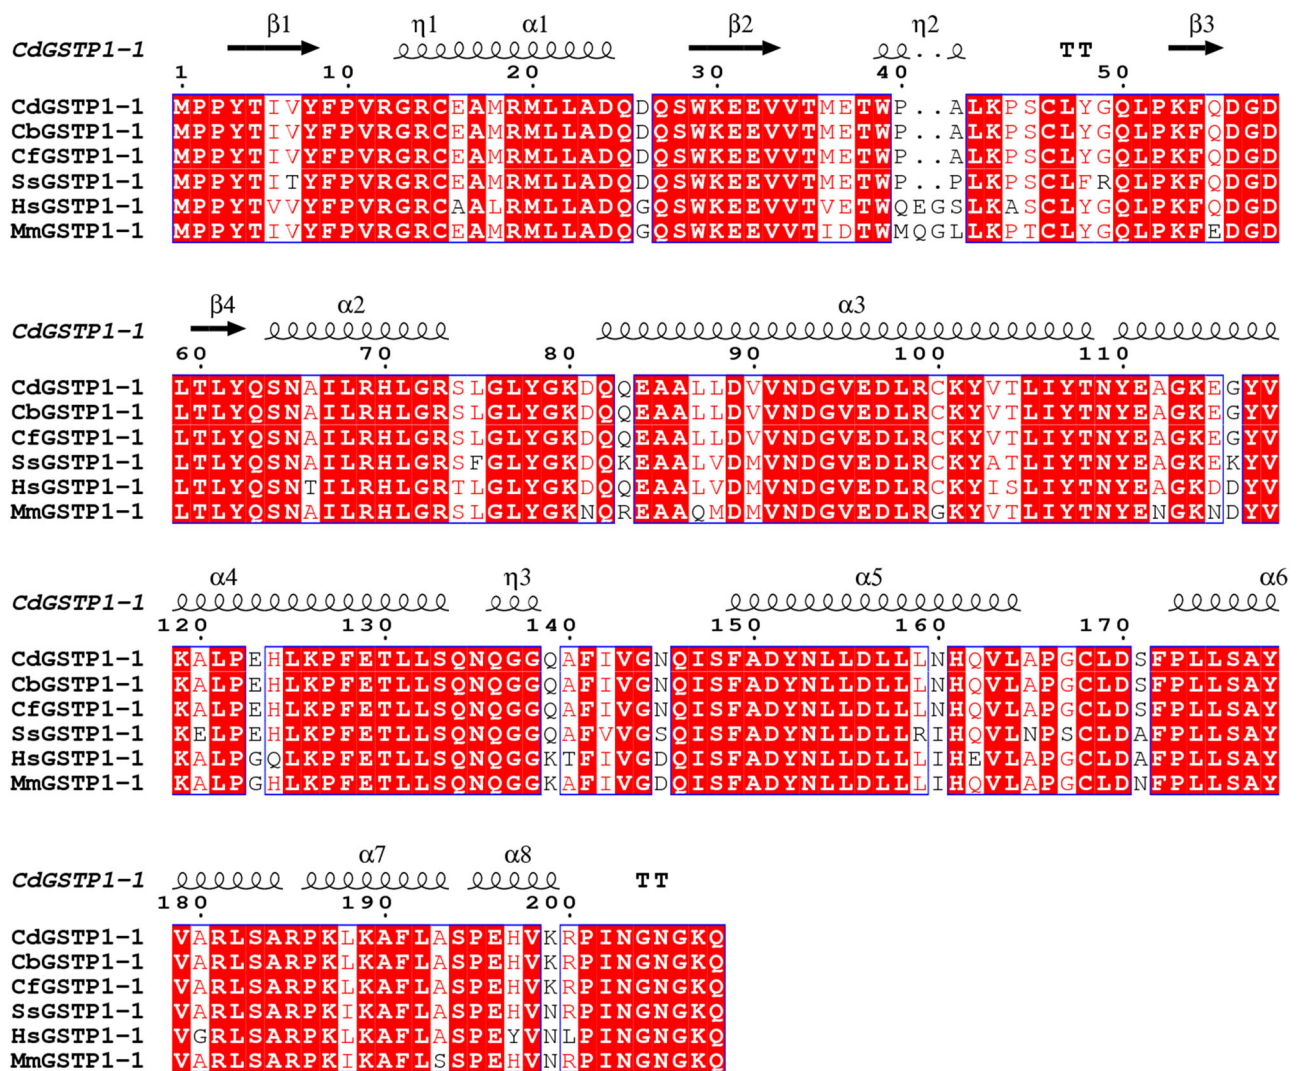 β1 η1 α1 β2 η2 β3
CdGSTP1-1 TT
1 10 20 30 40 50
CdGSTP1-1 MPPYTIVYFPVRGRCEAMRMLLADQDQSWKEEVVTMETWP..ALKPSCLYGQLPKFQDGD
CbGSTP1-1 MPPYTIVYFPVRGRCEAMRMLLADQDQSWKEEVVTMETWP..ALKPSCLYGQLPKFQDGD
CfGSTP1-1 MPPYTIVYFPVRGRCEAMRMLLADQDQSWKEEVVTMETWP..ALKPSCLYGQLPKFQDGD
SsGSTP1-1 MPPYTITYFPVRGRCEAMRMLLADQDQSWKEEVVTMETWP..PLKPSCLFRQLPKFQDGD
HsGSTP1-1 MPPYTVVYFPVRGRCAALRMLLADQGQSWKEEVVTVETWQEGSLKASCLYGQLPKFQDGD
MmGSTP1-1 MPPYTIVYFPVRGRCEAMRMLLADQGQSWKEEVVTIDTWMQGLLKPTCLYGQLPKFEDGD
β4 α2 α3
CdGSTP1-1
60 70 80 90 100 110
CdGSTP1-1 LTLYQSNAILRHLGRSLGLYGKDQQEAALLDVVNDGVEDLRCKYVTLIYTNYEAGKEGYV
CbGSTP1-1 LTLYQSNAILRHLGRSLGLYGKDQQEAALLDVVNDGVEDLRCKYVTLIYTNYEAGKEGYV
CfGSTP1-1 LTLYQSNAILRHLGRSLGLYGKDQQEAALLDVVNDGVEDLRCKYVTLIYTNYEAGKEGYV
SsGSTP1-1 LTLYQSNAILRHLGRSFGLYGKDQKEAALVDMVNDGVEDLRCKYATLIYTNYEAGKEKYV
HsGSTP1-1 LTLYQSNTILRHLGRTLGLYGKDQQEAALVDMVNDGVEDLRCKYISLIYTNYEAGKDDYV
MmGSTP1-1 LTLYQSNAILRHLGRSLGLYGKNQREAAQMDMVNDGVEDLRGKYVTLIYTNYENGKNDYV
α4 η3 α5 α6
CdGSTP1-1
120 130 140 150 160 170
CdGSTP1-1 KALPEHLKPFETLLSQNQGGQAFIVGNQISFADYNLLDLLLNHQVLAPGCLDSFPLLSAY
CbGSTP1-1 KALPEHLKPFETLLSQNQGGQAFIVGNQISFADYNLLDLLLNHQVLAPGCLDSFPLLSAY
CfGSTP1-1 KALPEHLKPFETLLSQNQGGQAFIVGNQISFADYNLLDLLLNHQVLAPGCLDSFPLLSAY
SsGSTP1-1 KELPEHLKPFETLLSQNQGGQAFVVGSQISFADYNLLDLLRIHQVLNPSCLDAFPLLSAY
HsGSTP1-1 KALPGQLKPFETLLSQNQGGKTFIVGDQISFADYNLLDLLLIHEVLAPGCLDAFPLLSAY
MmGSTP1-1 KALPGHLKPFETLLSQNQGGKAFIVGDQISFADYNLLDLLLIHQVLAPGCLDNFPLLSAY
α7 α8
CdGSTP1-1 TT
180 190 200
CdGSTP1-1 VARLSARPKLKAFLASPEHVKRPINGNGKQ
CbGSTP1-1 VARLSARPKLKAFLASPEHVKRPINGNGKQ
CfGSTP1-1 VARLSARPKLKAFLASPEHVKRPINGNGKQ
SsGSTP1-1 VARLSARPKIKAFLASPEHVNRPINGNGKQ
HsGSTP1-1 VGRLSARPKLKAFLASPEYVNLPINGNGKQ
MmGSTP1-1 VARLSARPKIKAFLSSPEHVNRPINGNGKQ